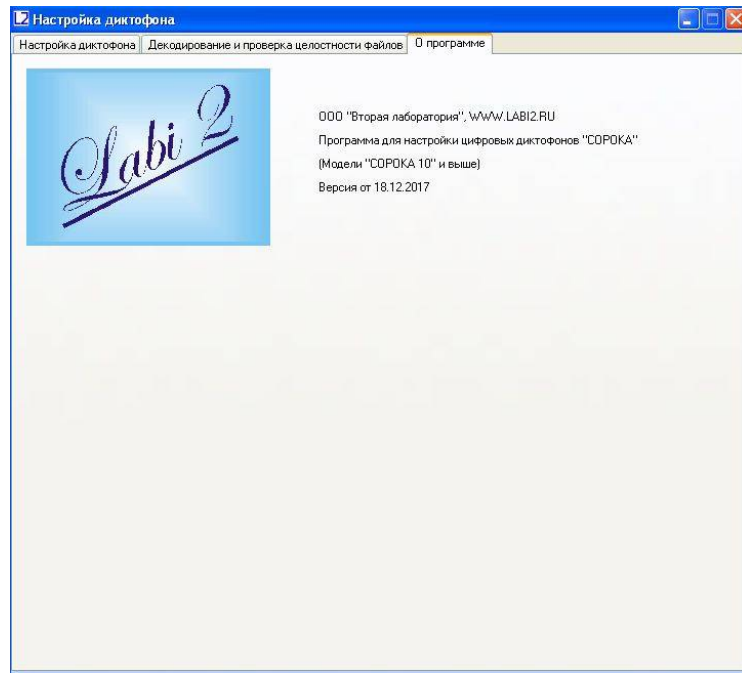 Настройка диктофона
Настройка диктофона Декодирование и проверка целостности файлов О программе
Labi 2
ООО "Вторая лаборатория", WWW.LABI2.RU
Программа для настройки цифровых диктофонов "СОРОКА"
(Модели "СОРОКА 10" и выше)
Версия от 18.12.2017